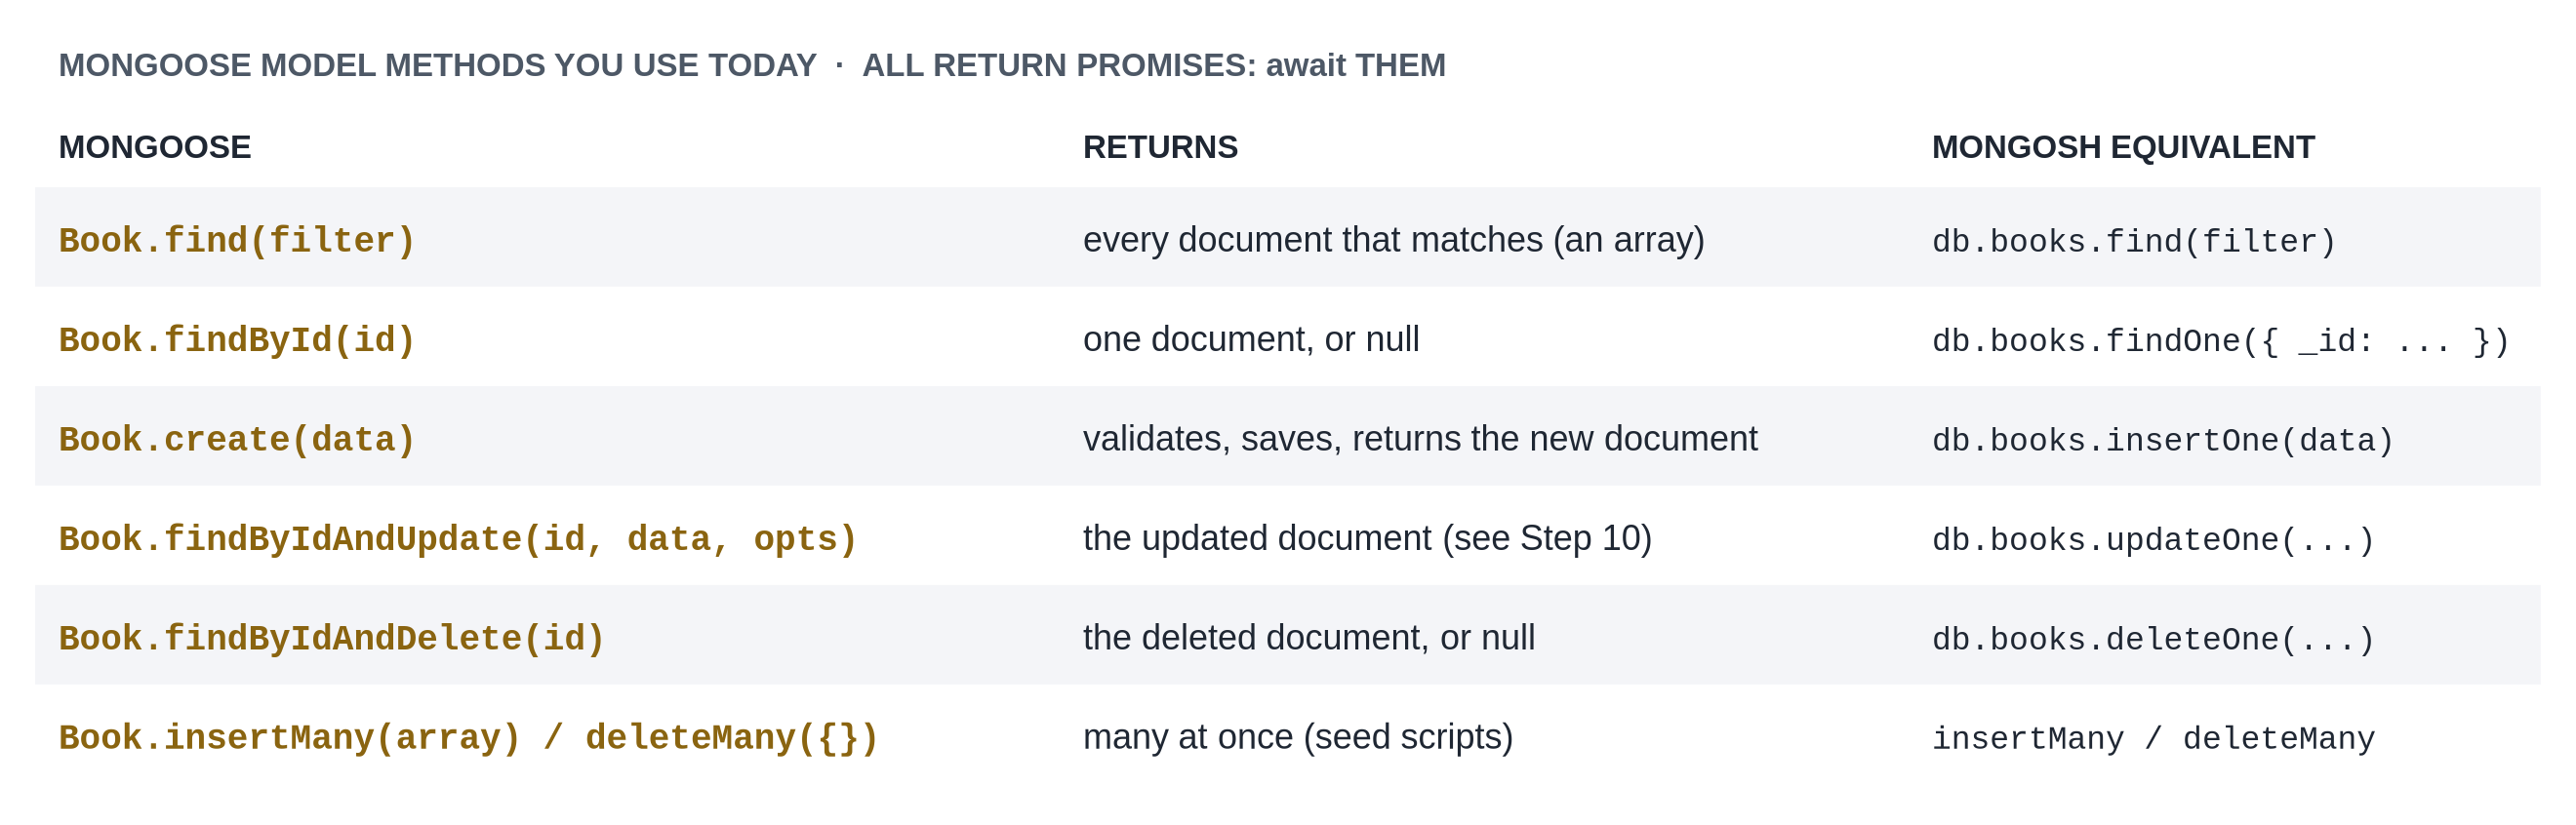 MONGOOSE MODEL METHODS YOU USE TODAY · ALL RETURN PROMISES: await THEM
MONGOOSE RETURNS MONGOSH EQUIVALENT
Book.find(filter) every document that matches (an array) db.books.find(filter)
Book.findById(id) one document, or null db.books.findOne({ _id: ... })
Book.create(data) validates, saves, returns the new document db.books.insertOne(data)
Book.findByIdAndUpdate(id, data, opts) the updated document (see Step 10) db.books.updateOne(...)
Book.findByIdAndDelete(id) the deleted document, or null db.books.deleteOne(...)
Book.insertMany(array) / deleteMany({}) many at once (seed scripts) insertMany / deleteMany